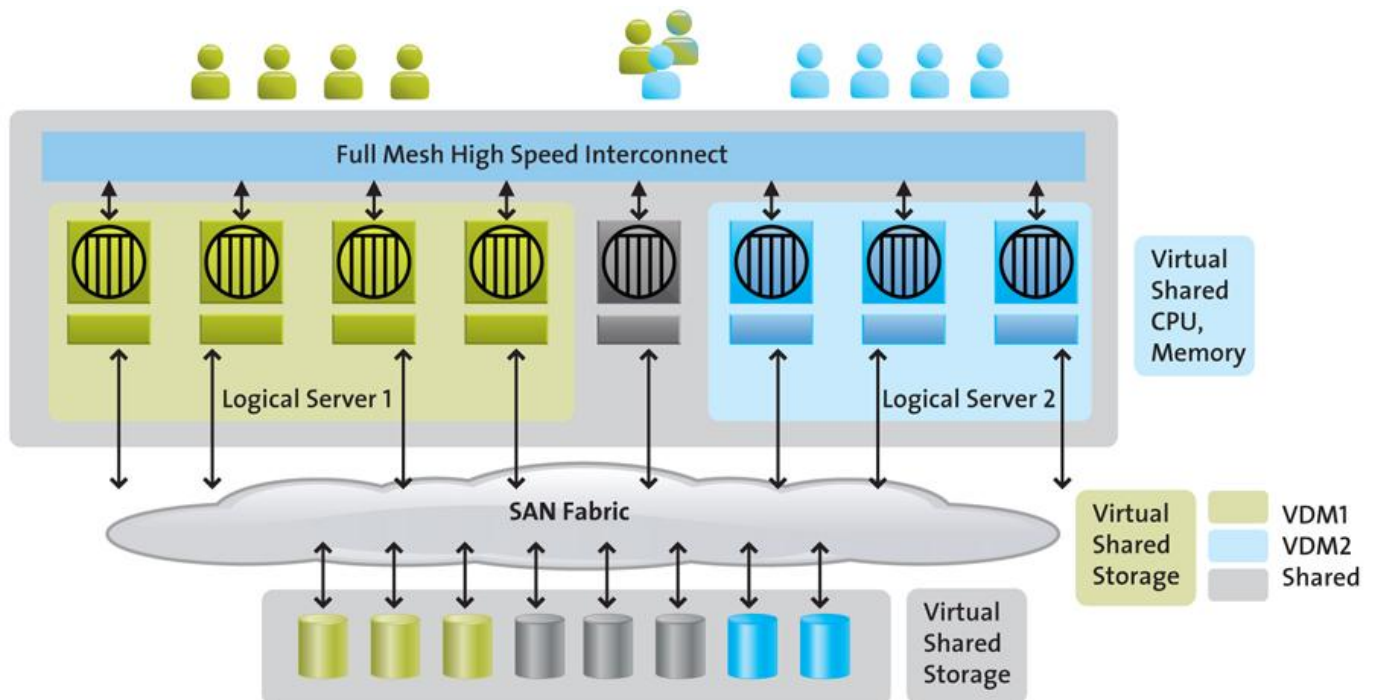 Full Mesh High Speed Interconnect
Virtual
Shared
CPU,
Memory
Logical Server 1
Logical Server 2
SAN Fabric
Virtual
Shared
Storage
VDM1
VDM2
Shared
Virtual
Shared
Storage